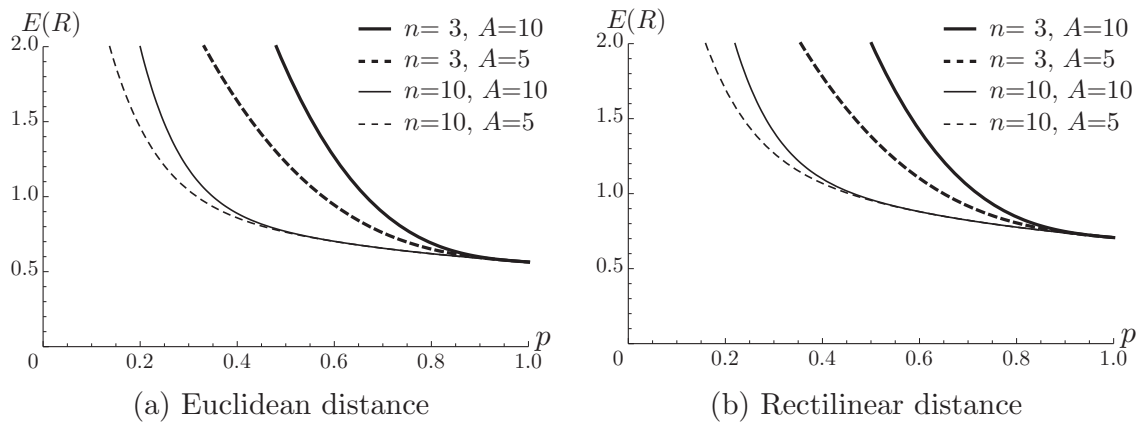 E(R)
2.0
1.5
1.0
0.5
0
0.2
0.4
0.6
0.8
1.0
p
n= 3, A=10
n= 3, A=5
n=10, A=10
n=10, A=5
(a) Euclidean distance
E(R)
2.0
1.5
1.0
0.5
0
0.2
0.4
0.6
0.8
1.0
p
n= 3, A=10
n= 3, A=5
n=10, A=10
n=10, A=5
(b) Rectilinear distance